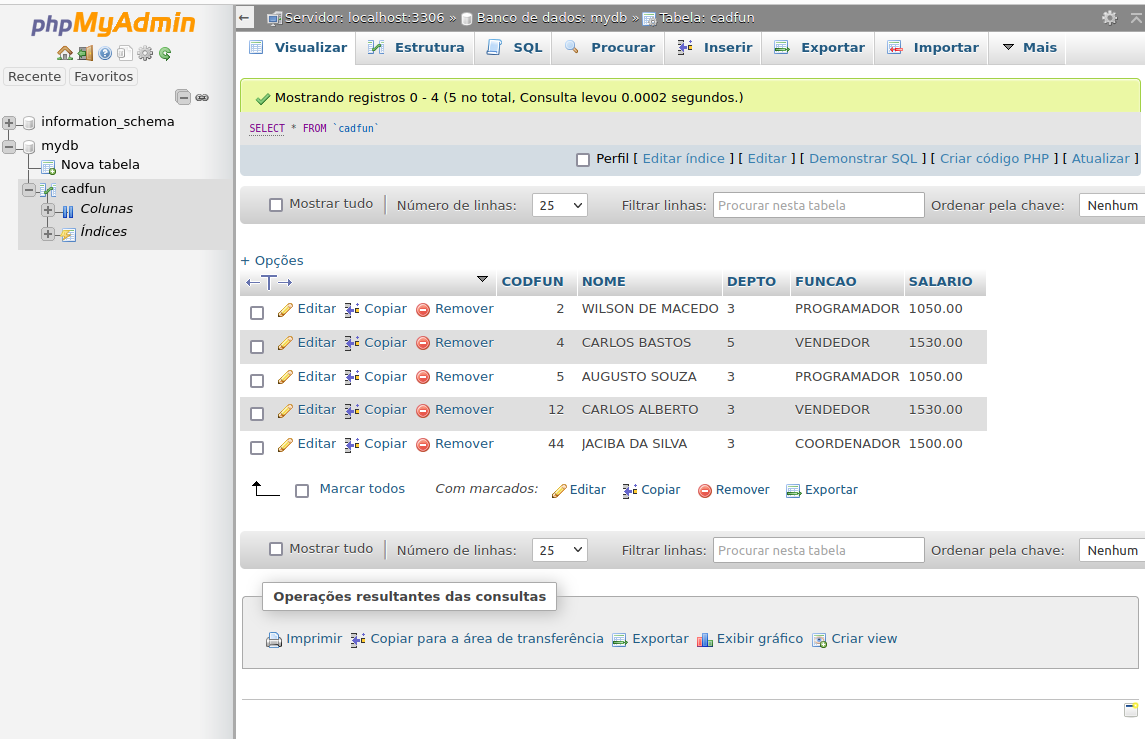 phpMyAdmin
Recente Favoritos
information_schema
mydb
Nova tabela
cadfun
Colunas
Índices
Servidor: localhost:3306 » Banco de dados: mydb » Tabela: cadfun
Visualizar Estrutura SQL Procurar Inserir Exportar Importar Mais
Mostrando registros 0 - 4 (5 no total, Consulta levou 0.0002 segundos.)
SELECT * FROM `cadfun`
Perfil [ Editar índice ] [ Editar ] [ Demonstrar SQL ] [ Criar código PHP ] [ Atualizar ]
Mostrar tudo Número de linhas: 25 Filtrar linhas: Procurar nesta tabela Ordenar pela chave: Nenhum
+ Opções
←T→ CODFUN NOME DEPTO FUNCAO SALARIO
Editar Copiar Remover 2 WILSON DE MACEDO 3 PROGRAMADOR 1050.00
Editar Copiar Remover 4 CARLOS BASTOS 5 VENDEDOR 1530.00
Editar Copiar Remover 5 AUGUSTO SOUZA 3 PROGRAMADOR 1050.00
Editar Copiar Remover 12 CARLOS ALBERTO 3 VENDEDOR 1530.00
Editar Copiar Remover 44 JACIBA DA SILVA 3 COORDENADOR 1500.00
Marcar todos Com marcados: Editar Copiar Remover Exportar
Mostrar tudo Número de linhas: 25 Filtrar linhas: Procurar nesta tabela Ordenar pela chave: Nenhum
Operações resultantes das consultas
Imprimir Copiar para a área de transferência Exportar Exibir gráfico Criar view